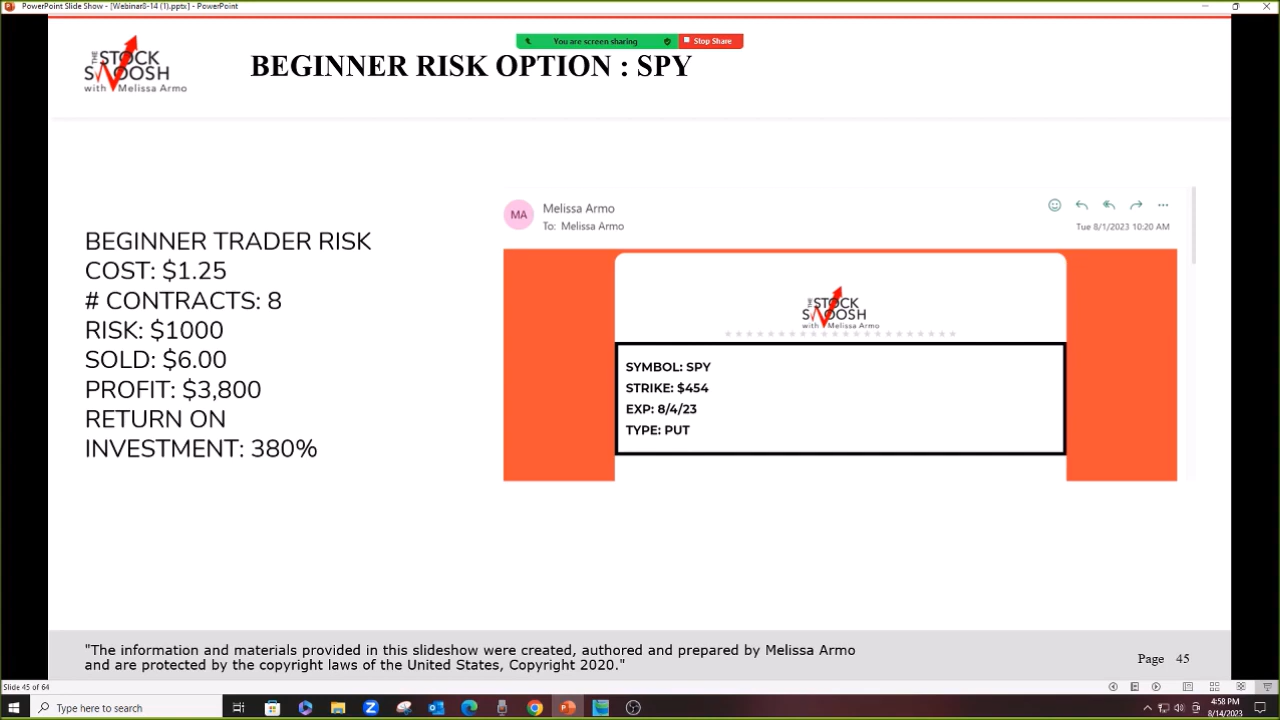 PowerPoint Slide Show - [Webinar8-14 (1).pptx] - PowerPoint
You are screen sharing
Stop Share
THE
STOCK
SWOOSH
with Melissa Armo
BEGINNER RISK OPTION : SPY
BEGINNER TRADER RISK
COST: $1.25
# CONTRACTS: 8
RISK: $1000
SOLD: $6.00
PROFIT: $3,800
RETURN ON
INVESTMENT: 380%
MA
Melissa Armo
To: Melissa Armo
Tue 8/1/2023 10:20 AM
THE
STOCK
SWOOSH
with Melissa Armo
SYMBOL: SPY
STRIKE: $454
EXP: 8/4/23
TYPE: PUT
"The information and materials provided in this slideshow were created, authored and prepared by Melissa Armo
and are protected by the copyright laws of the United States, Copyright 2020."
Page 45
Slide 45 of 64
Type here to search
4:58 PM
8/14/2023